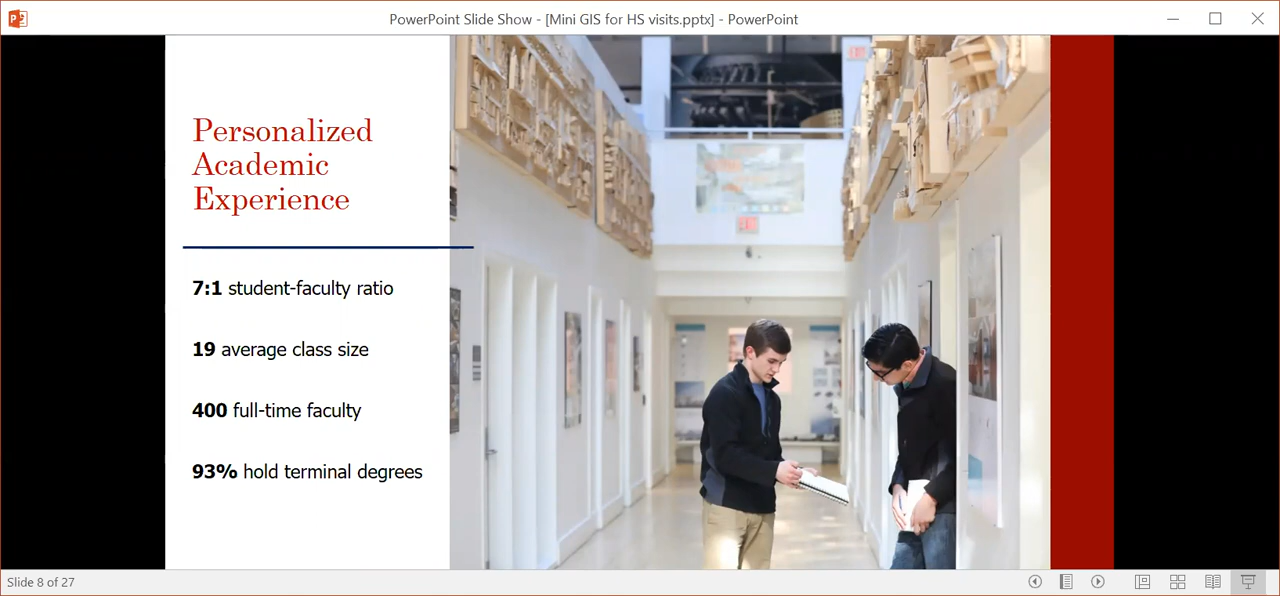 PowerPoint Slide Show - [Mini GIS for HS visits.pptx] - PowerPoint
Personalized
Academic
Experience
7:1 student-faculty ratio
19 average class size
400 full-time faculty
93% hold terminal degrees
Slide 8 of 27